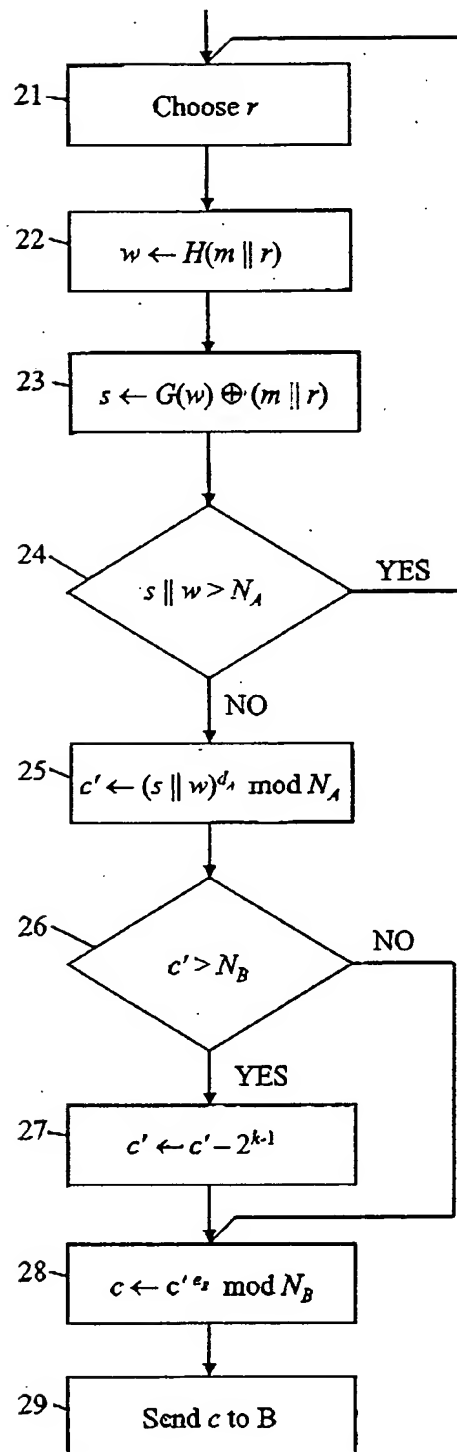 21
Choose r
22
w ← H(m || r)
23
s ← G(w) ⊕ (m || r)
24
s || w > N_A
YES
NO
25
c' ← (s || w)^{d_A} mod N_A
26
c' > N_B
NO
YES
27
c' ← c' – 2^{k-1}
28
c ← c'^{e_B} mod N_B
29
Send c to B